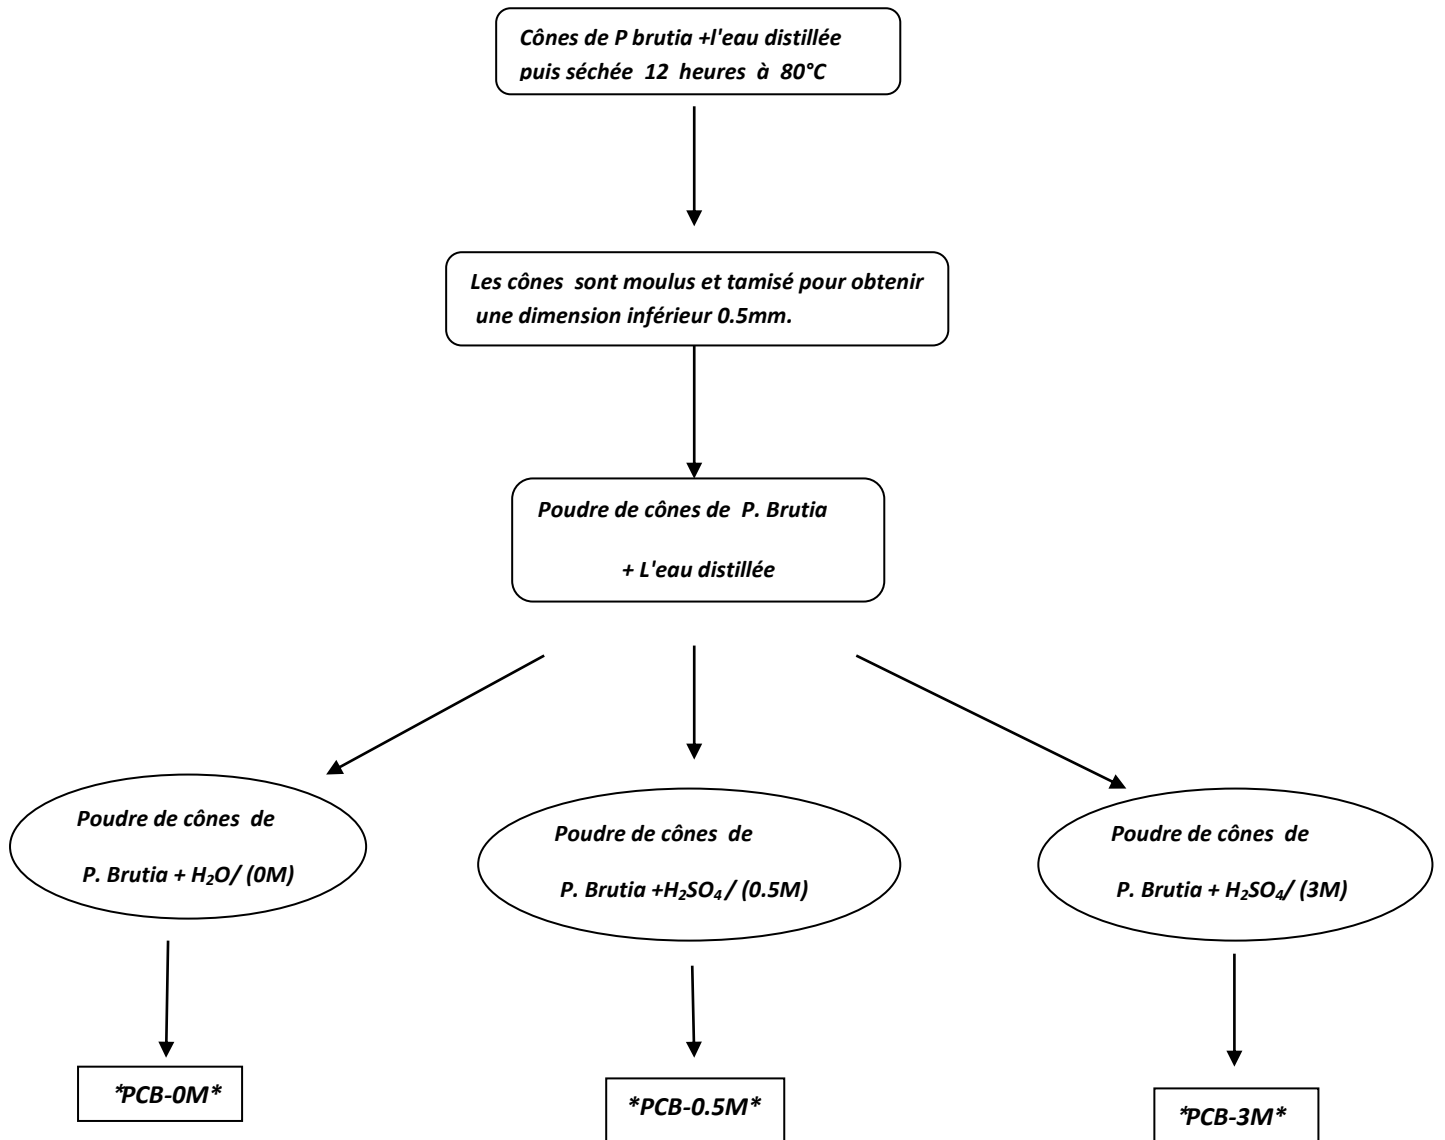 Cônes de P brutia +l'eau distillée
puis séchée 12 heures à 80°C
Les cônes sont moulus et tamisé pour obtenir
une dimension inférieur 0.5mm.
Poudre de cônes de P. Brutia
+ L'eau distillée
Poudre de cônes de
P. Brutia + H₂O/ (0M)
Poudre de cônes de
P. Brutia +H₂SO₄ / (0.5M)
Poudre de cônes de
P. Brutia + H₂SO₄/ (3M)
*PCB-0M*
*PCB-0.5M*
*PCB-3M*